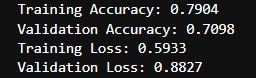 Training Accuracy: 0.7904
Validation Accuracy: 0.7098
Training Loss: 0.5933
Validation Loss: 0.8827